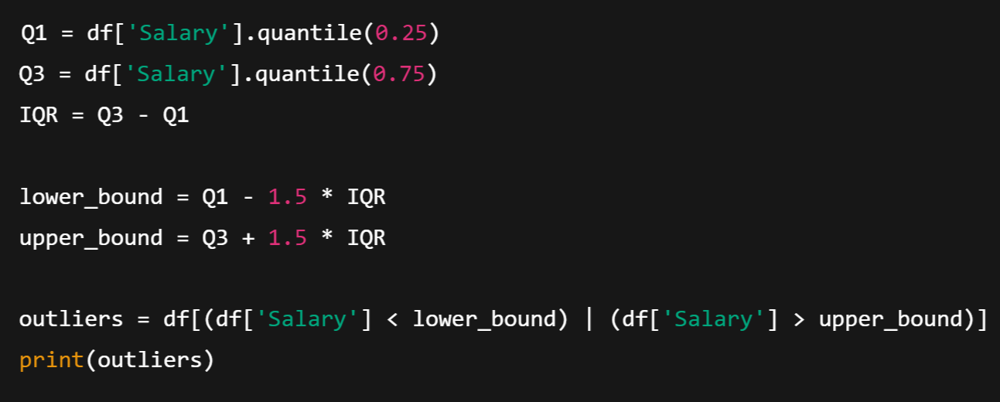 Q1 = df['Salary'].quantile(0.25)
Q3 = df['Salary'].quantile(0.75)
IQR = Q3 - Q1
lower_bound = Q1 - 1.5 * IQR
upper_bound = Q3 + 1.5 * IQR
outliers = df[(df['Salary'] < lower_bound) | (df['Salary'] > upper_bound)]
print(outliers)